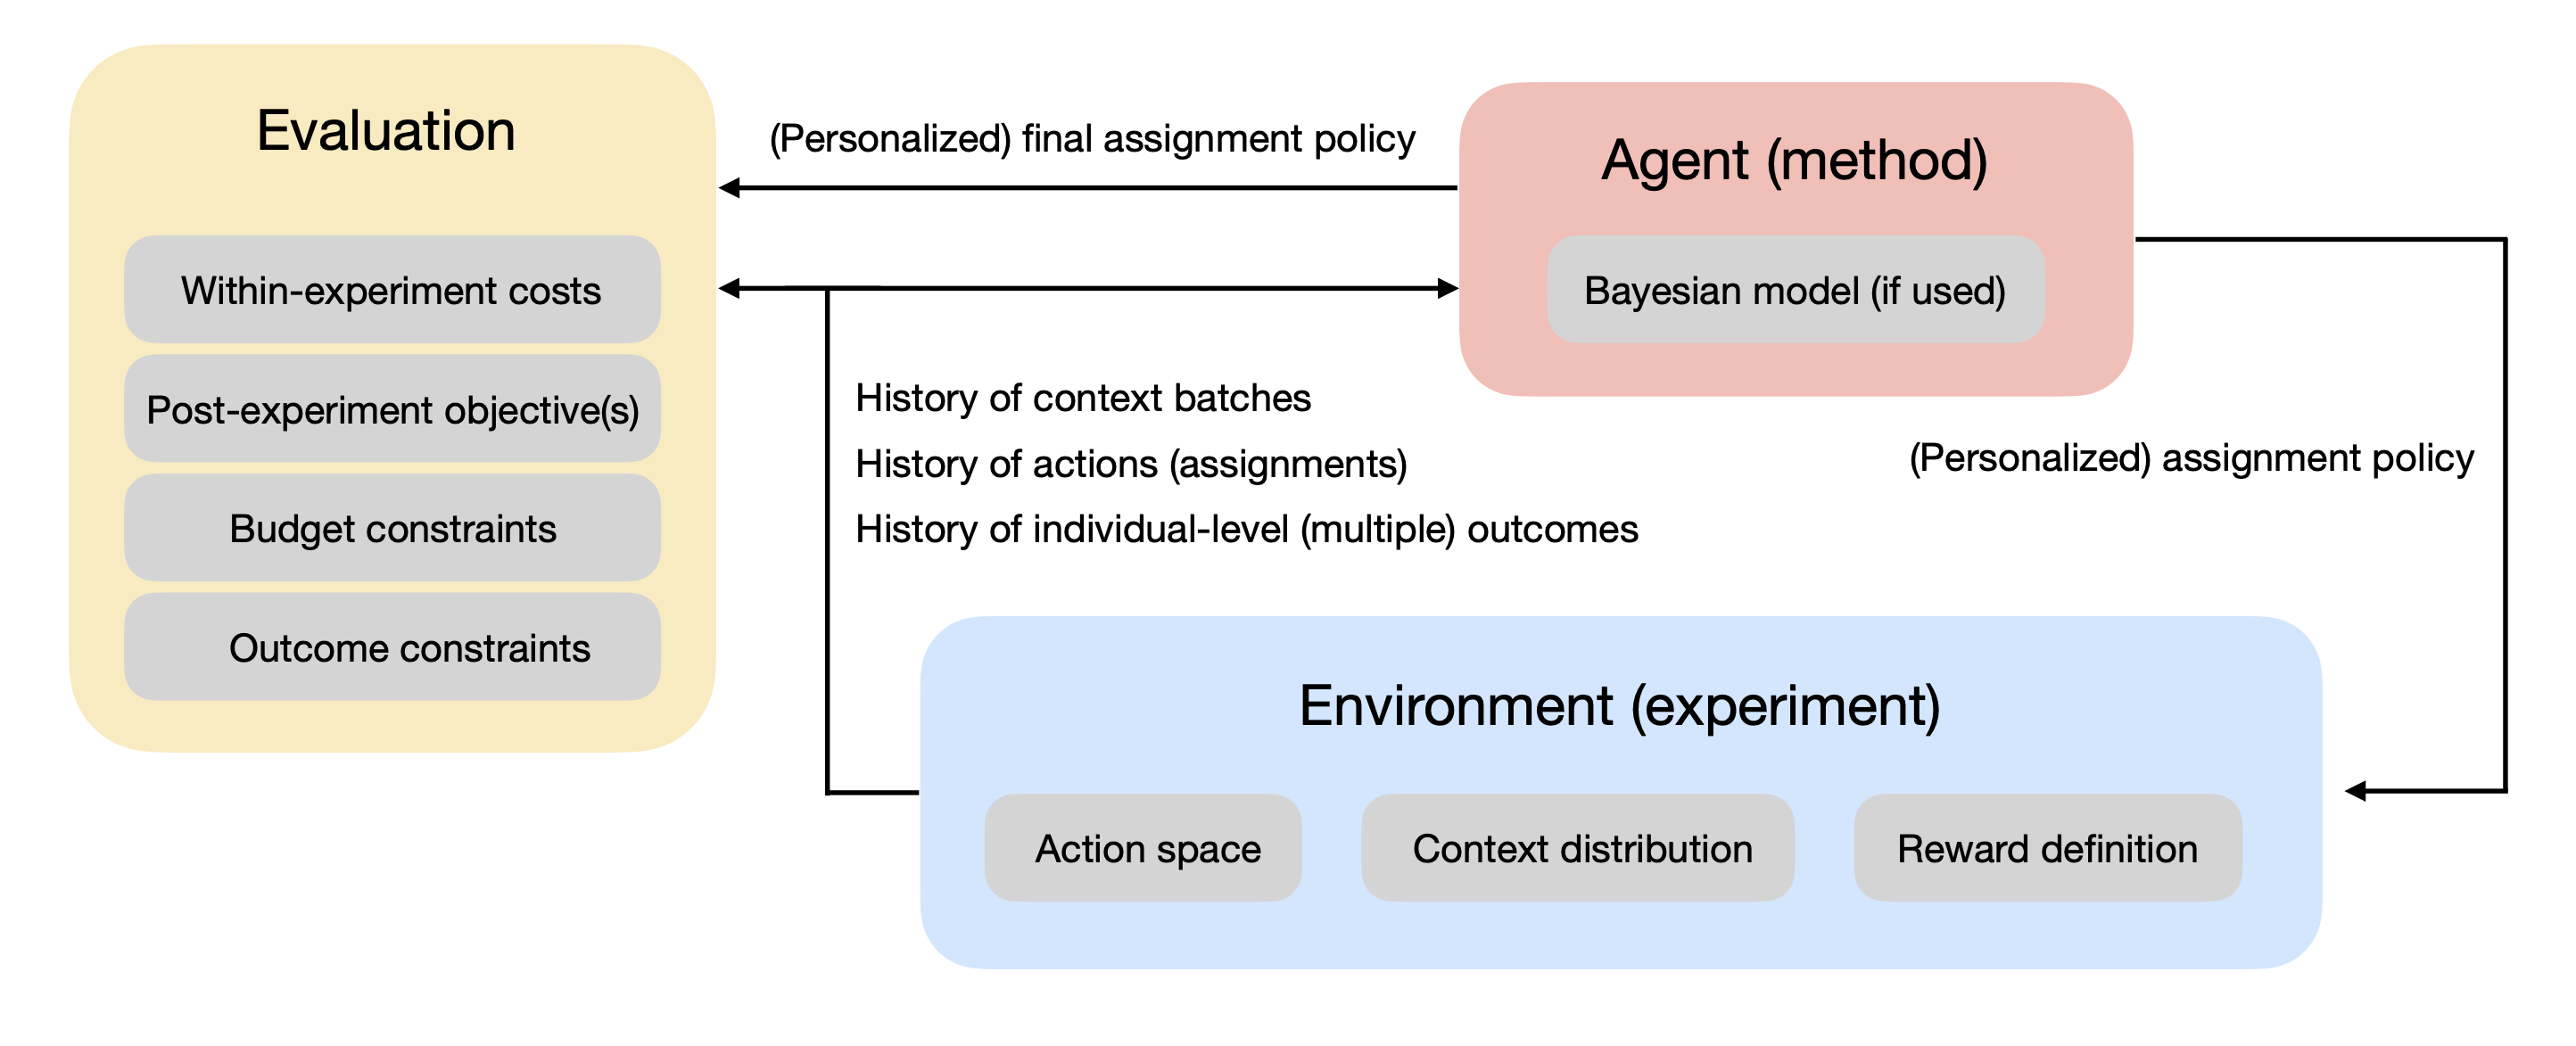 Evaluation
Within-experiment costs
Post-experiment objective(s)
Budget constraints
Outcome constraints
(Personalized) final assignment policy
Agent (method)
Bayesian model (if used)
History of context batches
History of actions (assignments)
History of individual-level (multiple) outcomes
(Personalized) assignment policy
Environment (experiment)
Action space
Context distribution
Reward definition